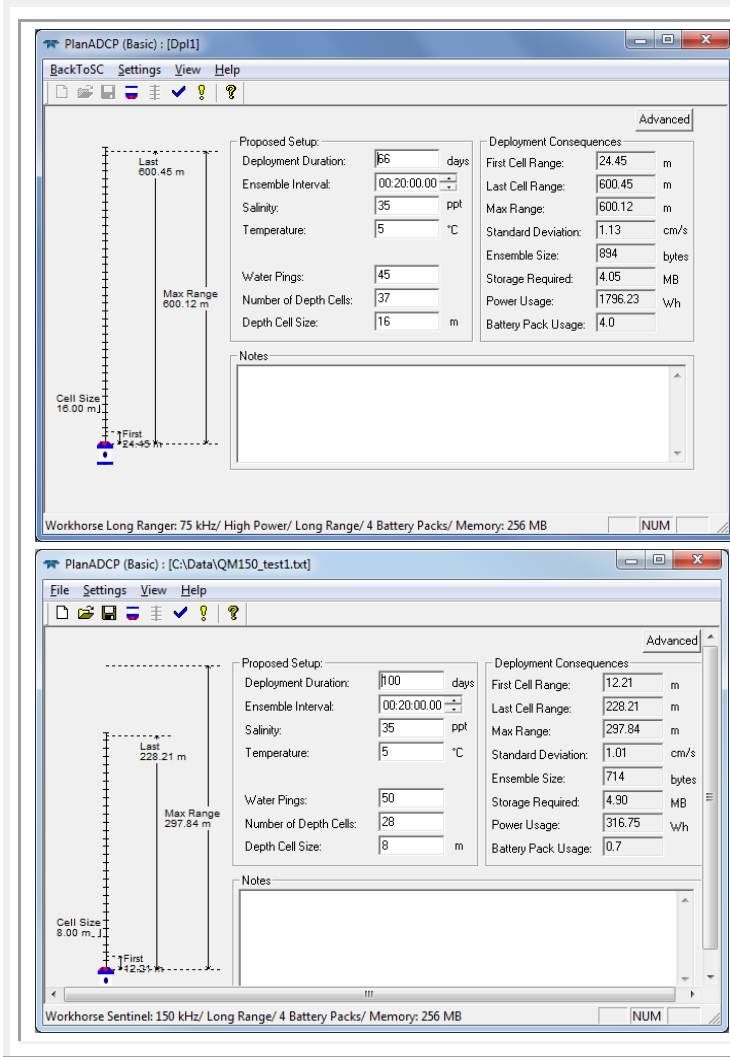 PlanADCP (Basic) : [Dpl1]
BackToSC Settings View Help
Advanced
Proposed Setup:
Deployment Duration: 66 days
Ensemble Interval: 00:20:00.00
Salinity: 35 ppt
Temperature: 5 °C
Water Pings: 45
Number of Depth Cells: 37
Depth Cell Size: 16 m
Deployment Consequences
First Cell Range: 24.45 m
Last Cell Range: 600.45 m
Max Range: 600.12 m
Standard Deviation: 1.13 cm/s
Ensemble Size: 894 bytes
Storage Required: 4.05 MB
Power Usage: 1796.23 Wh
Battery Pack Usage: 4.0
Last
600.45 m
Max Range
600.12 m
Cell Size
16.00 m
First
24.45 m
Notes
Workhorse Long Ranger: 75 kHz/ High Power/ Long Range/ 4 Battery Packs/ Memory: 256 MB NUM
PlanADCP (Basic) : [C:\Data\QM150_test1.txt]
File Settings View Help
Advanced
Proposed Setup:
Deployment Duration: 100 days
Ensemble Interval: 00:20:00.00
Salinity: 35 ppt
Temperature: 5 °C
Water Pings: 50
Number of Depth Cells: 28
Depth Cell Size: 8 m
Deployment Consequences
First Cell Range: 12.21 m
Last Cell Range: 228.21 m
Max Range: 297.84 m
Standard Deviation: 1.01 cm/s
Ensemble Size: 714 bytes
Storage Required: 4.90 MB
Power Usage: 316.75 Wh
Battery Pack Usage: 0.7
Last
228.21 m
Max Range
297.84 m
Cell Size
8.00 m
First
12.21 m
Notes
Workhorse Sentinel: 150 kHz/ Long Range/ 4 Battery Packs/ Memory: 256 MB NUM